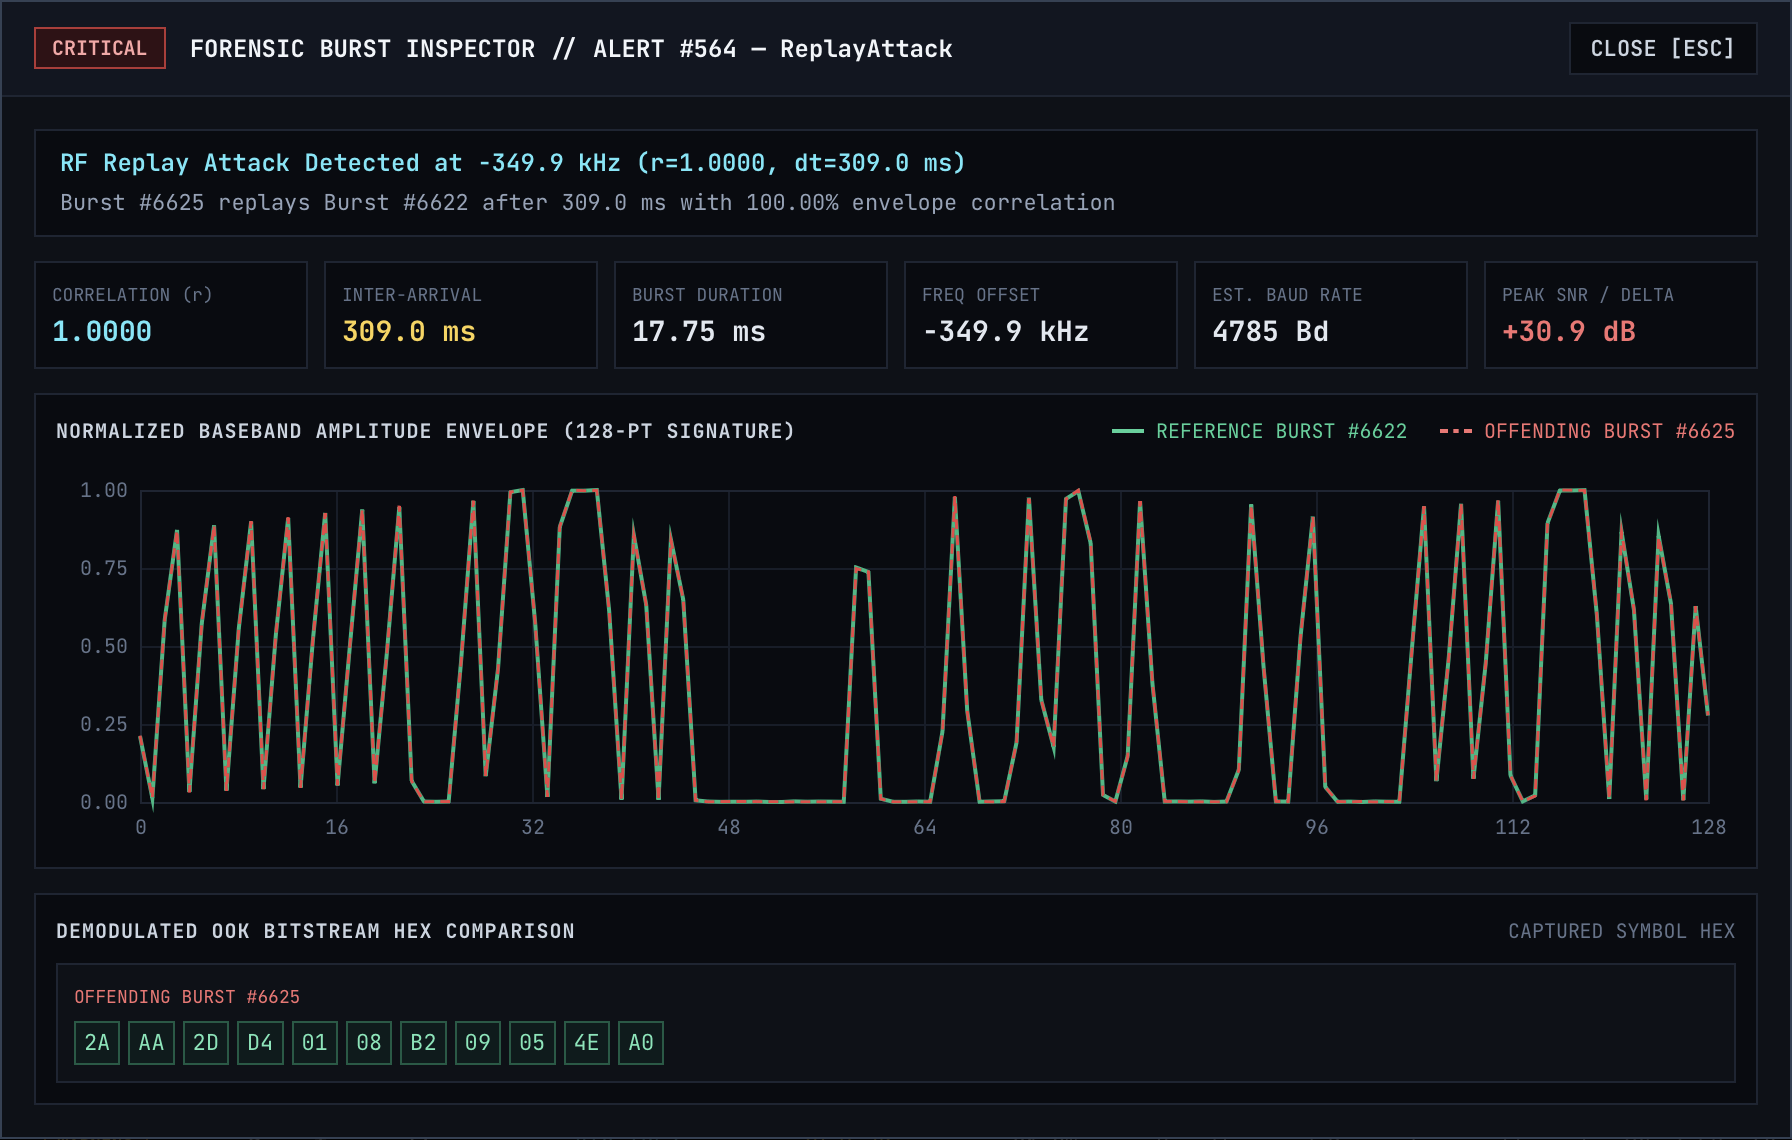 CRITICAL FORENSIC BURST INSPECTOR // ALERT #564 — ReplayAttack CLOSE [ESC]
RF Replay Attack Detected at -349.9 kHz (r=1.0000, dt=309.0 ms)
Burst #6625 replays Burst #6622 after 309.0 ms with 100.00% envelope correlation
CORRELATION (r)
1.0000
INTER-ARRIVAL
309.0 ms
BURST DURATION
17.75 ms
FREQ OFFSET
-349.9 kHz
EST. BAUD RATE
4785 Bd
PEAK SNR / DELTA
+30.9 dB
NORMALIZED BASEBAND AMPLITUDE ENVELOPE (128-PT SIGNATURE)
REFERENCE BURST #6622 OFFENDING BURST #6625
1.00
0.75
0.50
0.25
0.00
0 16 32 48 64 80 96 112 128
DEMODULATED OOK BITSTREAM HEX COMPARISON
CAPTURED SYMBOL HEX
OFFENDING BURST #6625
2A AA 2D D4 01 08 B2 09 05 4E A0